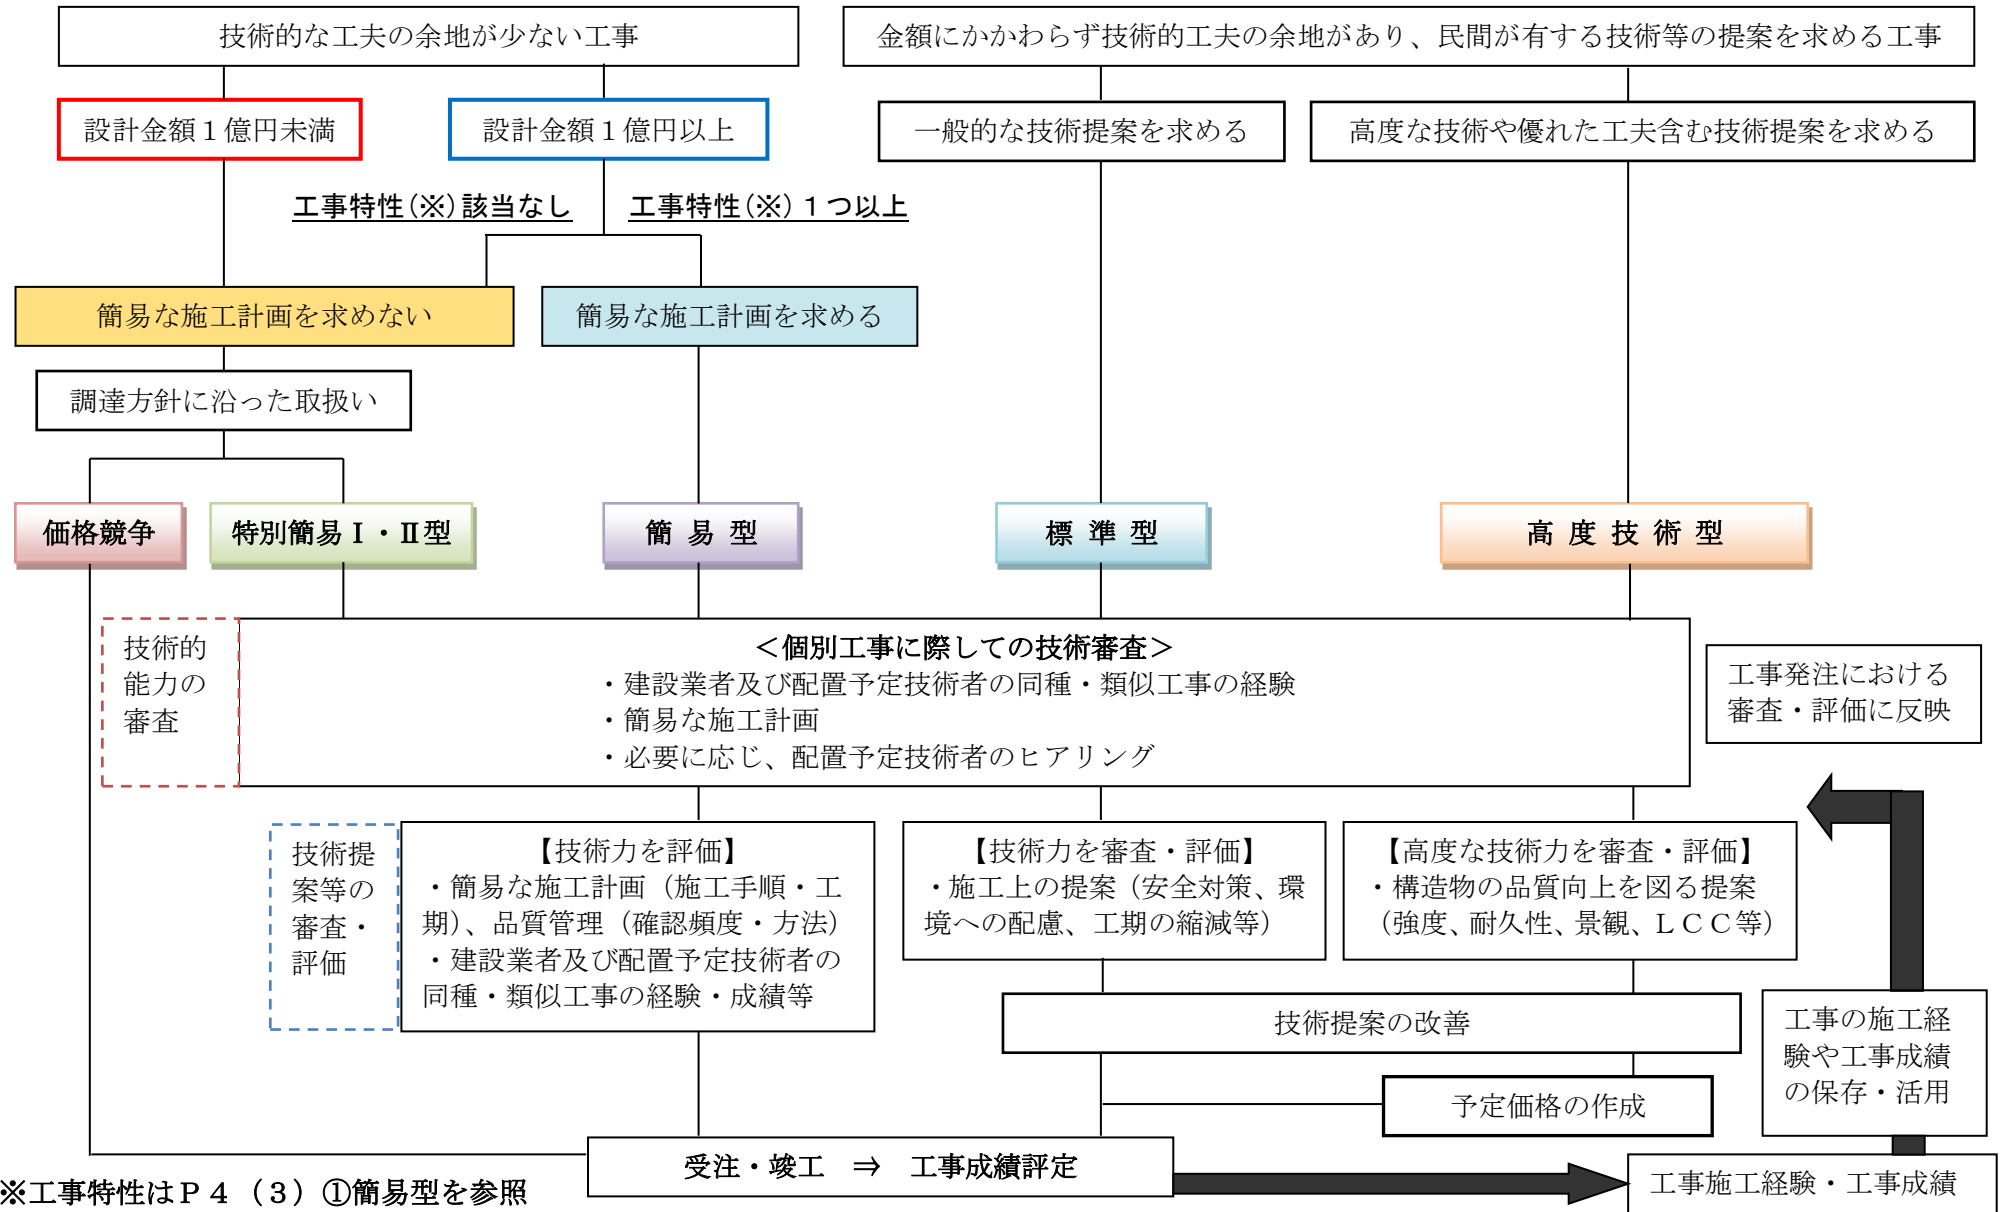 技術的な工夫の余地が少ない工事
金額にかかわらず技術的工夫の余地があり、民間が有する技術等の提案を求める工事
設計金額１億円未満
設計金額１億円以上
一般的な技術提案を求める
高度な技術や優れた工夫含む技術提案を求める
工事特性(※)該当なし
工事特性(※)１つ以上
簡易な施工計画を求めない
簡易な施工計画を求める
調達方針に沿った取扱い
価格競争
特別簡易Ⅰ・Ⅱ型
簡 易 型
標 準 型
高 度 技 術 型
技術的
能力の
審査
＜個別工事に際しての技術審査＞
・建設業者及び配置予定技術者の同種・類似工事の経験
・簡易な施工計画
・必要に応じ、配置予定技術者のヒアリング
工事発注における
審査・評価に反映
技術提
案等の
審査・
評価
【技術力を評価】
・簡易な施工計画（施工手順・工
期）、品質管理（確認頻度・方法）
・建設業者及び配置予定技術者の
同種・類似工事の経験・成績等
【技術力を審査・評価】
・施工上の提案（安全対策、環
境への配慮、工期の縮減等）
【高度な技術力を審査・評価】
・構造物の品質向上を図る提案
（強度、耐久性、景観、ＬＣＣ等）
技術提案の改善
工事の施工経
験や工事成績
の保存・活用
予定価格の作成
受注・竣工　⇒　工事成績評定
工事施工経験・工事成績
※工事特性はＰ４（３）①簡易型を参照